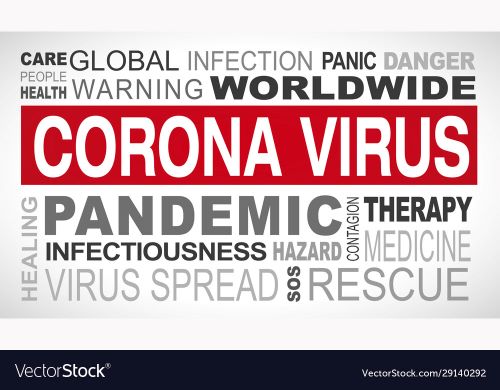 CARE GLOBAL INFECTION PANIC DANGER
PEOPLE
HEALTH WARNING WORLDWIDE
CORONA VIRUS
HEALING
PANDEMIC
CONTAGION
THERAPY
INFECTIOUSNESS HAZARD
MEDICINE
VIRUS SPREAD
SOS
RESCUE
VectorStock®
VectorStock.com/29140292